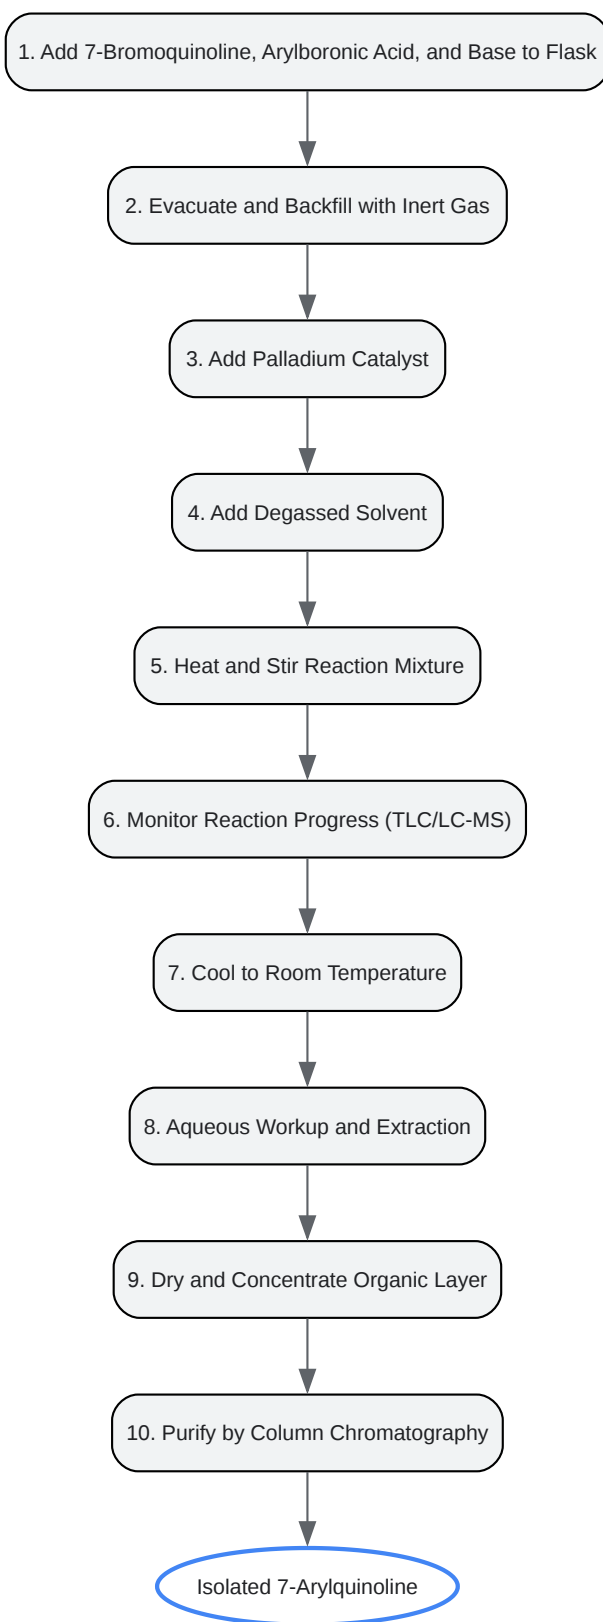 1. Add 7-Bromoquinoline, Arylboronic Acid, and Base to Flask
2. Evacuate and Backfill with Inert Gas
3. Add Palladium Catalyst
4. Add Degassed Solvent
5. Heat and Stir Reaction Mixture
6. Monitor Reaction Progress (TLC/LC-MS)
7. Cool to Room Temperature
8. Aqueous Workup and Extraction
9. Dry and Concentrate Organic Layer
10. Purify by Column Chromatography
Isolated 7-Arylquinoline